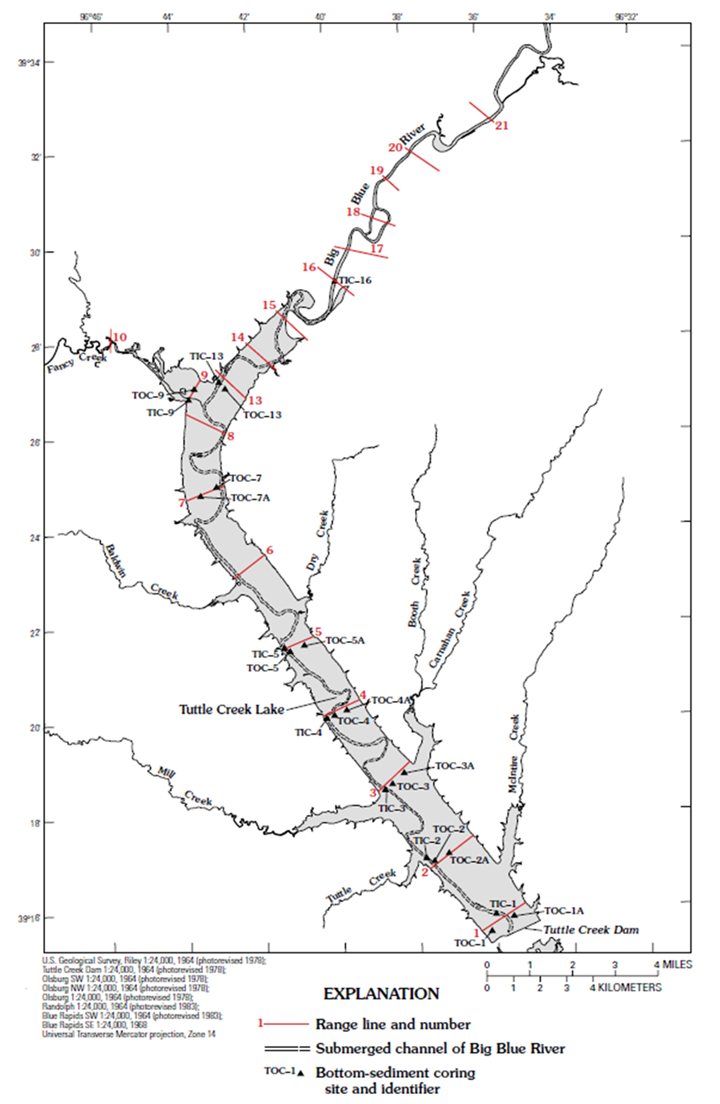 96°46' 44' 42' 40' 38' 36' 34' 96°32'
39°34'
32'
30'
28'
26'
24'
22'
20'
18'
39°16'
21
20
River
19
Blue
18
17
Big
16
TIC–16
15
10
14
TIC–13
Fancy Creek
9
TOC–9
13
TIC–9
TOC–13
8
TOC–7
7
TOC–7A
6
Dry Creek
Baldwin Creek
Booth Creek
Carnahan Creek
5
TOC–5A
TIC–5
TOC–5
4
TOC–4A
Tuttle Creek Lake
TOC–4
TIC–4
McIntire Creek
TOC–3A
Mill Creek
TOC–3
3
TIC–3
TOC–2
TIC–2
TOC–2A
2
Tuttle Creek
TIC–1
TOC–1A
1
Tuttle Creek Dam
TOC–1
U.S. Geological Survey, Riley 1:24,000, 1964 (photorevised 1978);
Tuttle Creek Dam 1:24,000, 1964 (photorevised 1978);
Olsburg SW 1:24,000, 1964 (photorevised 1978);
Olsburg NW 1:24,000, 1964 (photorevised 1978);
Olsburg 1:24,000, 1964 (photorevised 1978);
Randolph 1:24,000, 1964 (photorevised 1983);
Blue Rapids SW 1:24,000, 1964 (photorevised 1983);
Blue Rapids SE 1:24,000, 1968
Universal Transverse Mercator projection, Zone 14
0 1 2 3 4 MILES
0 1 2 3 4 KILOMETERS
EXPLANATION
1 Range line and number
Submerged channel of Big Blue River
TOC–1 Bottom-sediment coring
site and identifier